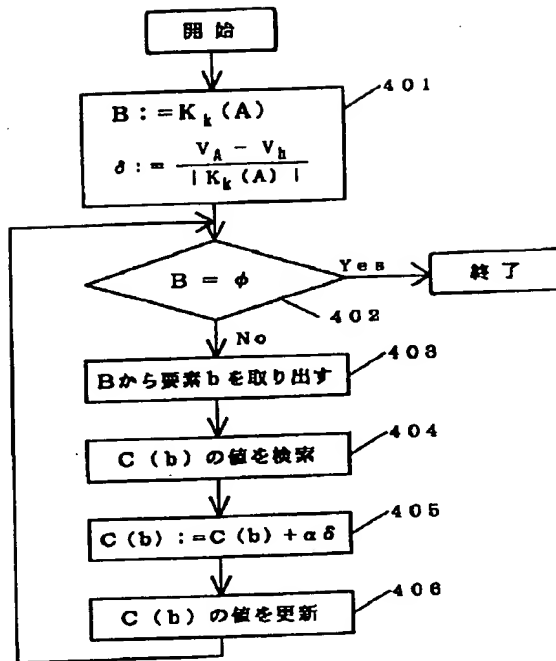 開始
401
B:=K_k(A)
δ:= V_A - V_h / |K_k(A)|
B = φ
Yes
終了
402
No
403
Bから要素bを取り出す
404
C(b)の値を検索
405
C(b):=C(b)+αδ
406
C(b)の値を更新